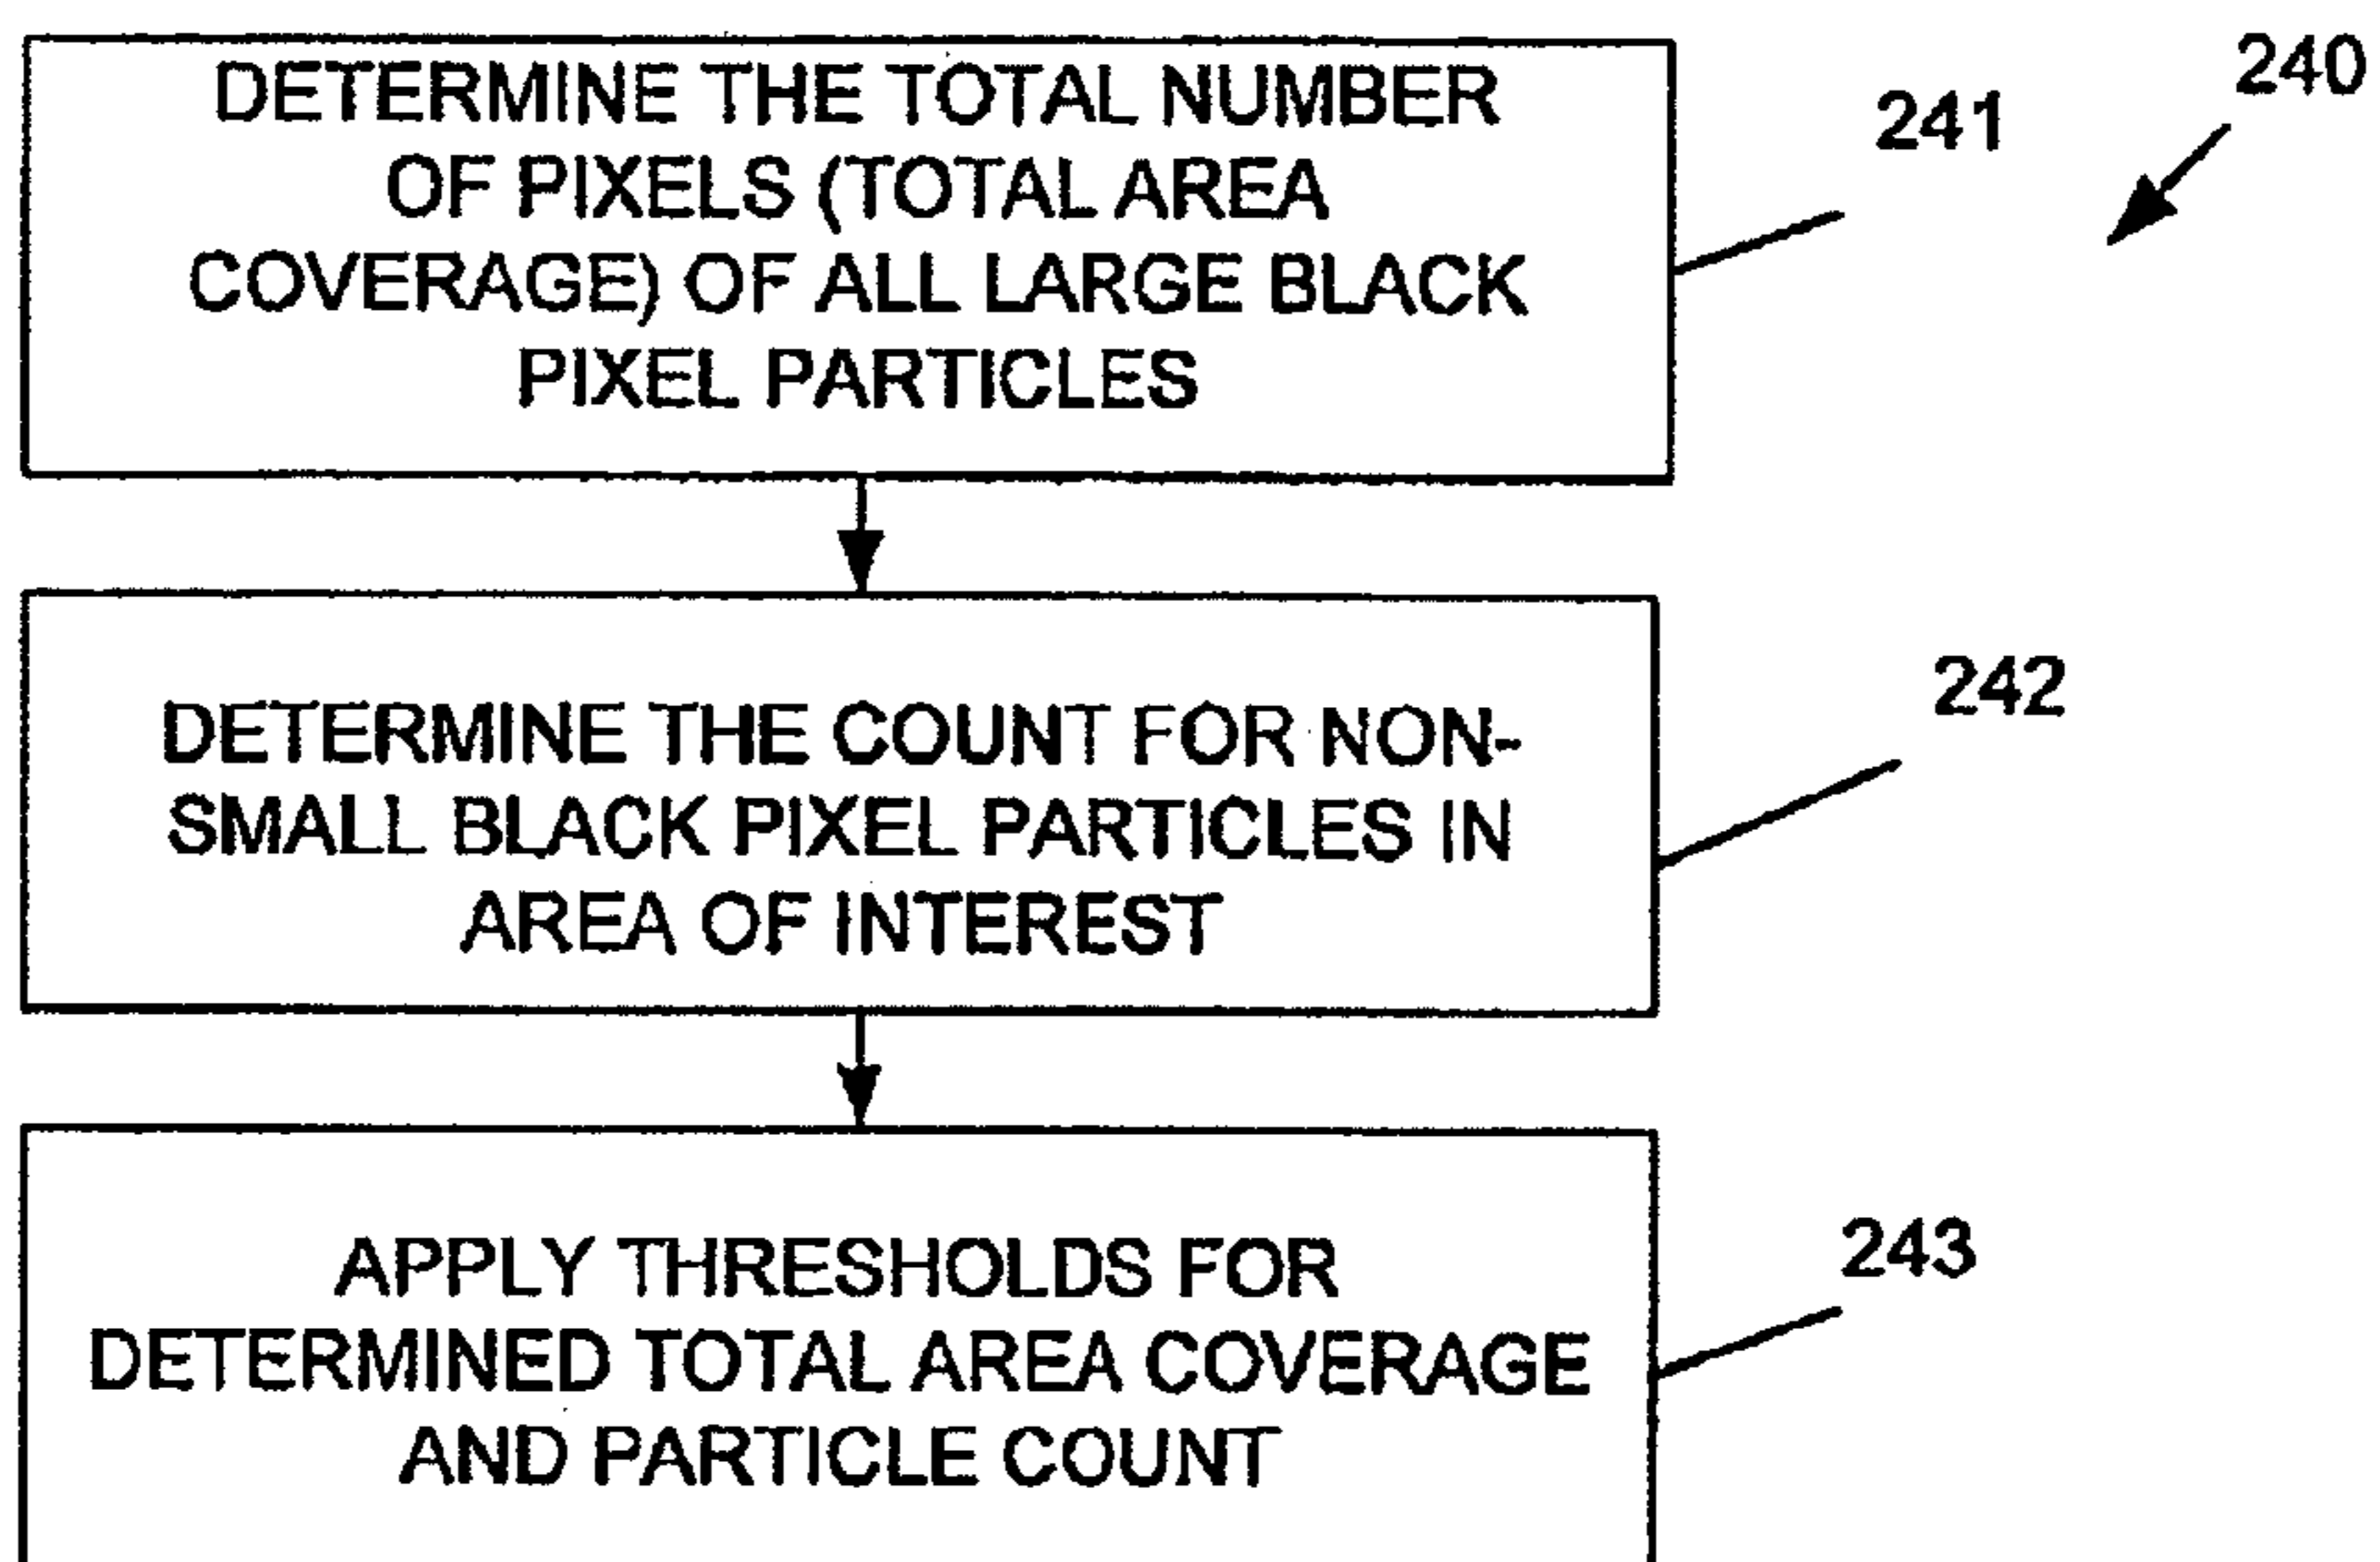 DETERMINE THE TOTAL NUMBER
OF PIXELS (TOTAL AREA
COVERAGE) OF ALL LARGE BLACK
PIXEL PARTICLES
241
240
DETERMINE THE COUNT FOR NON-
SMALL BLACK PIXEL PARTICLES IN
AREA OF INTEREST
242
APPLY THRESHOLDS FOR
DETERMINED TOTAL AREA COVERAGE
AND PARTICLE COUNT
243